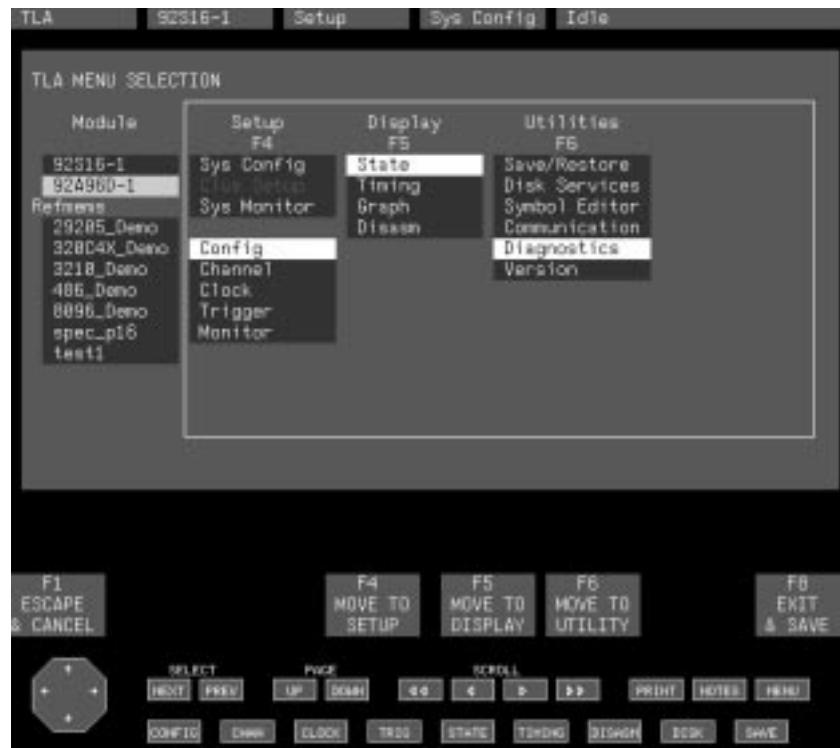 TLA 92S16-1 Setup Sys Config Idle
TLA MENU SELECTION
Module Setup Display Utilities
F4 F5 F6
92S16-1 Sys Config State Save/Restore
92A96D-1 Clus Setup Timing Disk Services
Refmems Sys Monitor Graph Symbol Editor
29205_Demo Disasm Communication
320C4X_Demo Config Diagnostics
3210_Demo Channel Version
486_Demo Clock
8096_Demo Trigger
spec_p16 Monitor
test1
F1 F4 F5 F6 F8
ESCAPE MOVE TO MOVE TO MOVE TO EXIT
& CANCEL SETUP DISPLAY UTILITY & SAVE
SELECT PAGE SCROLL
NEXT PREV UP DOWN PRINT NOTES MENU
CONFIG CHAN CLOCK TRIG STATE TIMING DISASM DISK SAVE